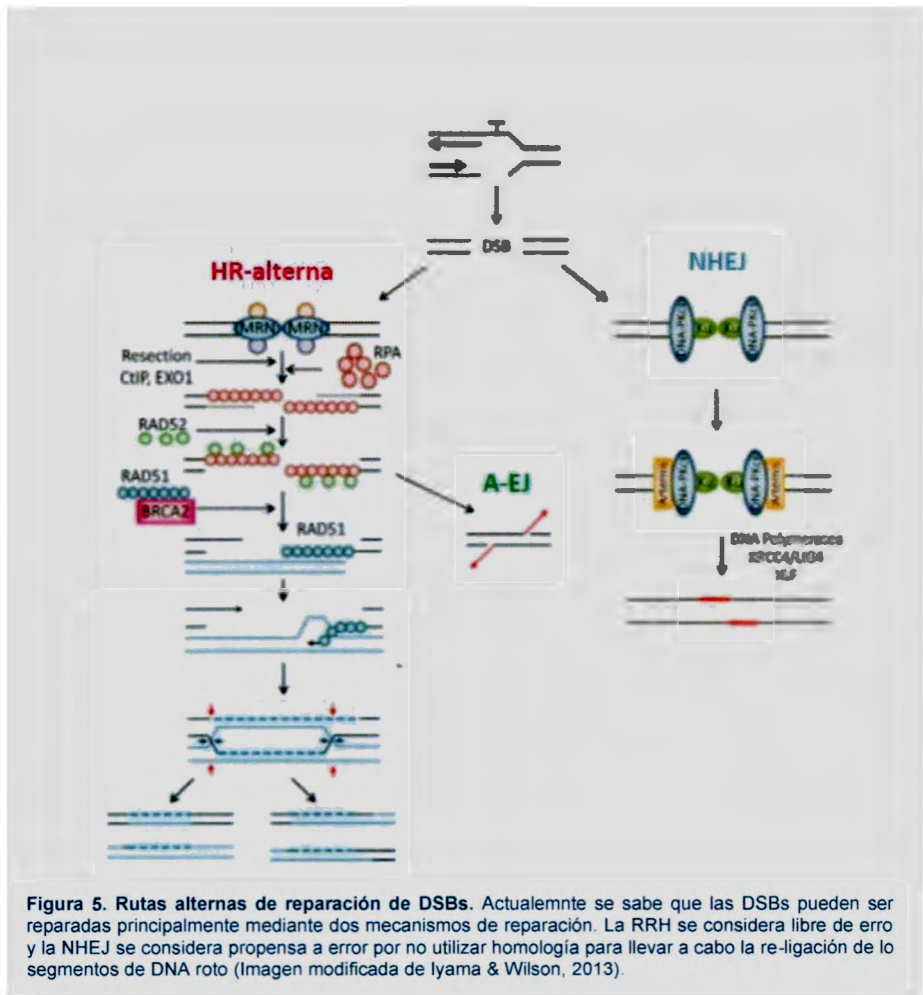 DSB
HR-alterna
NHEJ
MRN MRN
Resection
CtIP, EXO1
RPA
RAD52
RAD51
BRCA2
RAD51
A-EJ
DNA Polymerases
XRCC4/LIG4
XLF
Figura 5. Rutas alternas de reparación de DSBs. Actualemnte se sabe que las DSBs pueden ser
reparadas principalmente mediante dos mecanismos de reparación. La RRH se considera libre de erro
y la NHEJ se considera propensa a error por no utilizar homología para llevar a cabo la re-ligación de lo
segmentos de DNA roto (Imagen modificada de Iyama & Wilson, 2013).